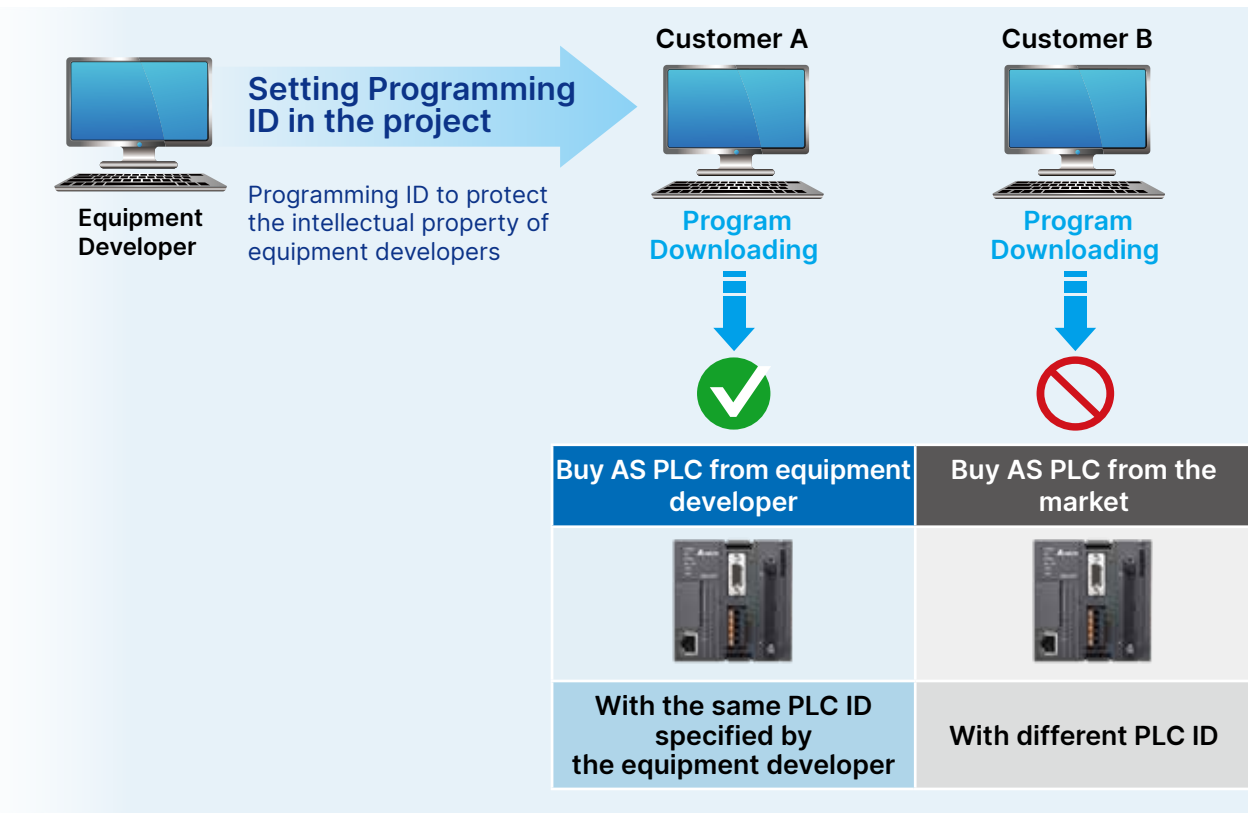 Customer A
Customer B
Setting Programming
ID in the project
Programming ID to protect
the intellectual property of
equipment developers
Equipment
Developer
Program
Downloading
Program
Downloading
Buy AS PLC from equipment
developer
Buy AS PLC from the
market
With the same PLC ID
specified by
the equipment developer
With different PLC ID